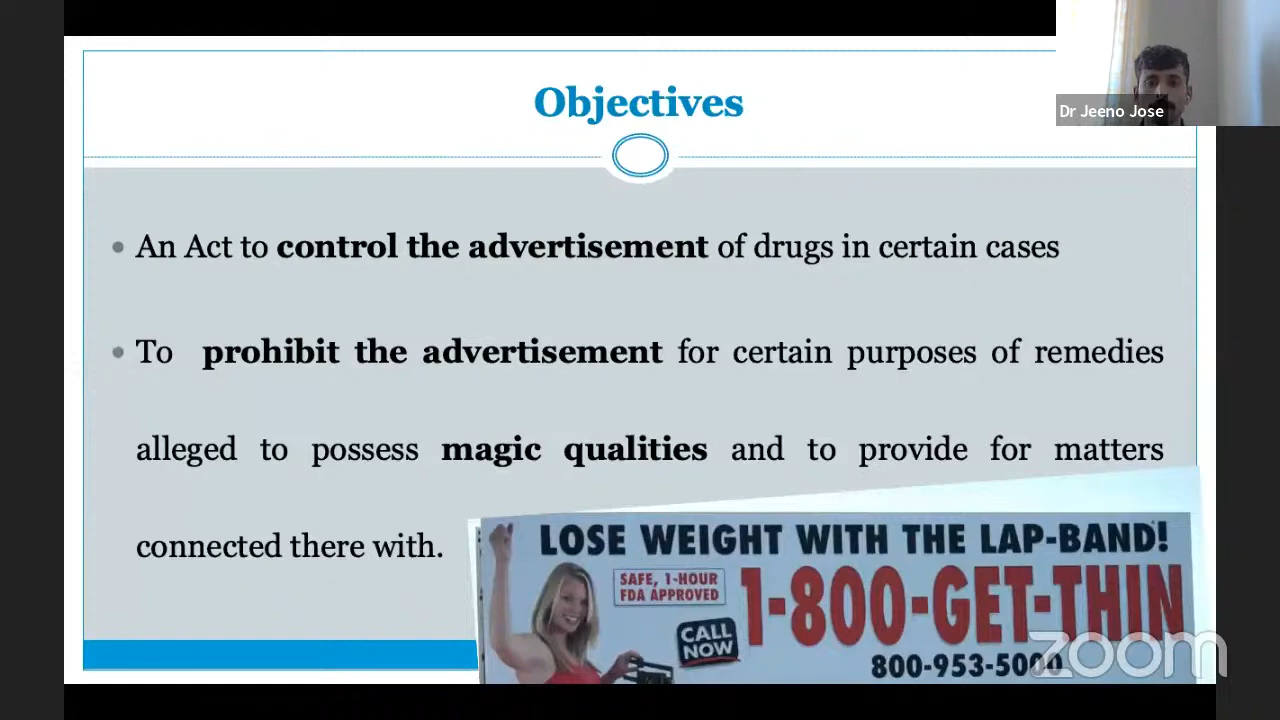 Objectives
Dr Jeeno Jose
• An Act to control the advertisement of drugs in certain cases
• To prohibit the advertisement for certain purposes of remedies
alleged to possess magic qualities and to provide for matters
connected there with.
LOSE WEIGHT WITH THE LAP-BAND!
SAFE, 1-HOUR
FDA APPROVED
1-800-GET-THIN
CALL
NOW
800-953-5000
zoom